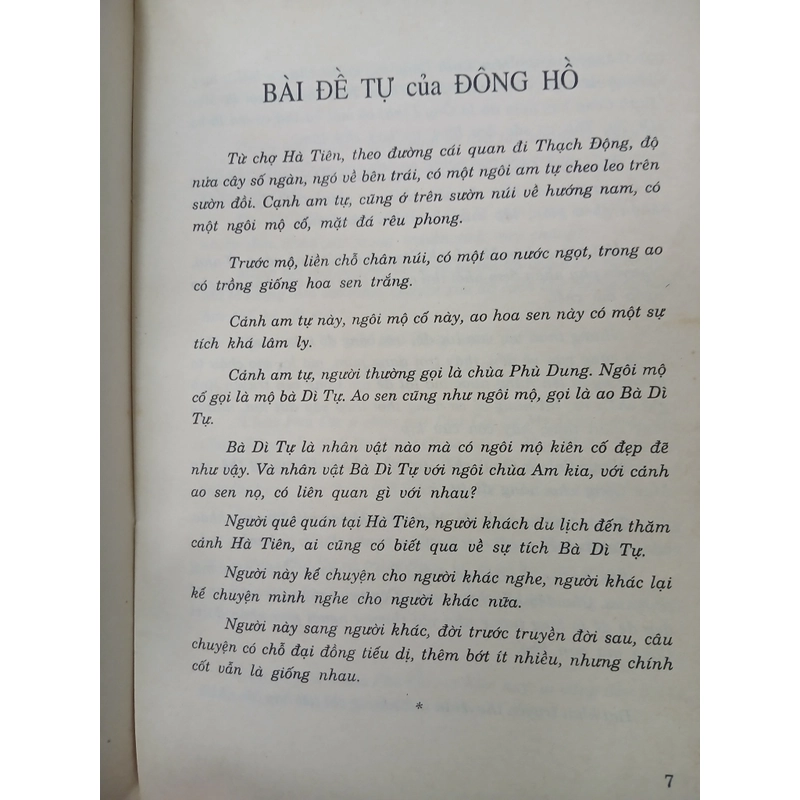 BÀI ĐỀ TỰ của ĐÔNG HỒ
Từ chợ Hà Tiên, theo đường cái quan đi Thạch Động, độ
nửa cây số ngàn, ngó về bên trái, có một ngôi am tự cheo leo trên
sườn đồi. Cạnh am tự, cũng ở trên sườn núi về hướng nam, có
một ngôi mộ cổ, mặt đá rêu phong.
Trước mộ, liền chỗ chân núi, có một ao nước ngọt, trong ao
có trồng giống hoa sen trắng.
Cảnh am tự này, ngôi mộ cổ này, ao hoa sen này có một sự
tích khá lâm ly.
Cảnh am tự, người thường gọi là chùa Phù Dung. Ngôi mộ
cổ gọi là mộ bà Dì Tự. Ao sen cũng như ngôi mộ, gọi là ao Bà Dì
Tự.
Bà Dì Tự là nhân vật nào mà có ngôi mộ kiên cố đẹp đẽ
như vậy. Và nhân vật Bà Dì Tự với ngôi chùa Am kia, với cảnh
ao sen nọ, có liên quan gì với nhau?
Người quê quán tại Hà Tiên, người khách du lịch đến thăm
cảnh Hà Tiên, ai cũng có biết qua về sự tích Bà Dì Tự.
Người này kể chuyện cho người khác nghe, người khác lại
kể chuyện mình nghe cho người khác nữa.
Người này sang người khác, đời trước truyền đời sau, câu
chuyện có chỗ đại đồng tiểu dị, thêm bớt ít nhiều, nhưng chính
cốt vẫn là giống nhau.
*
7